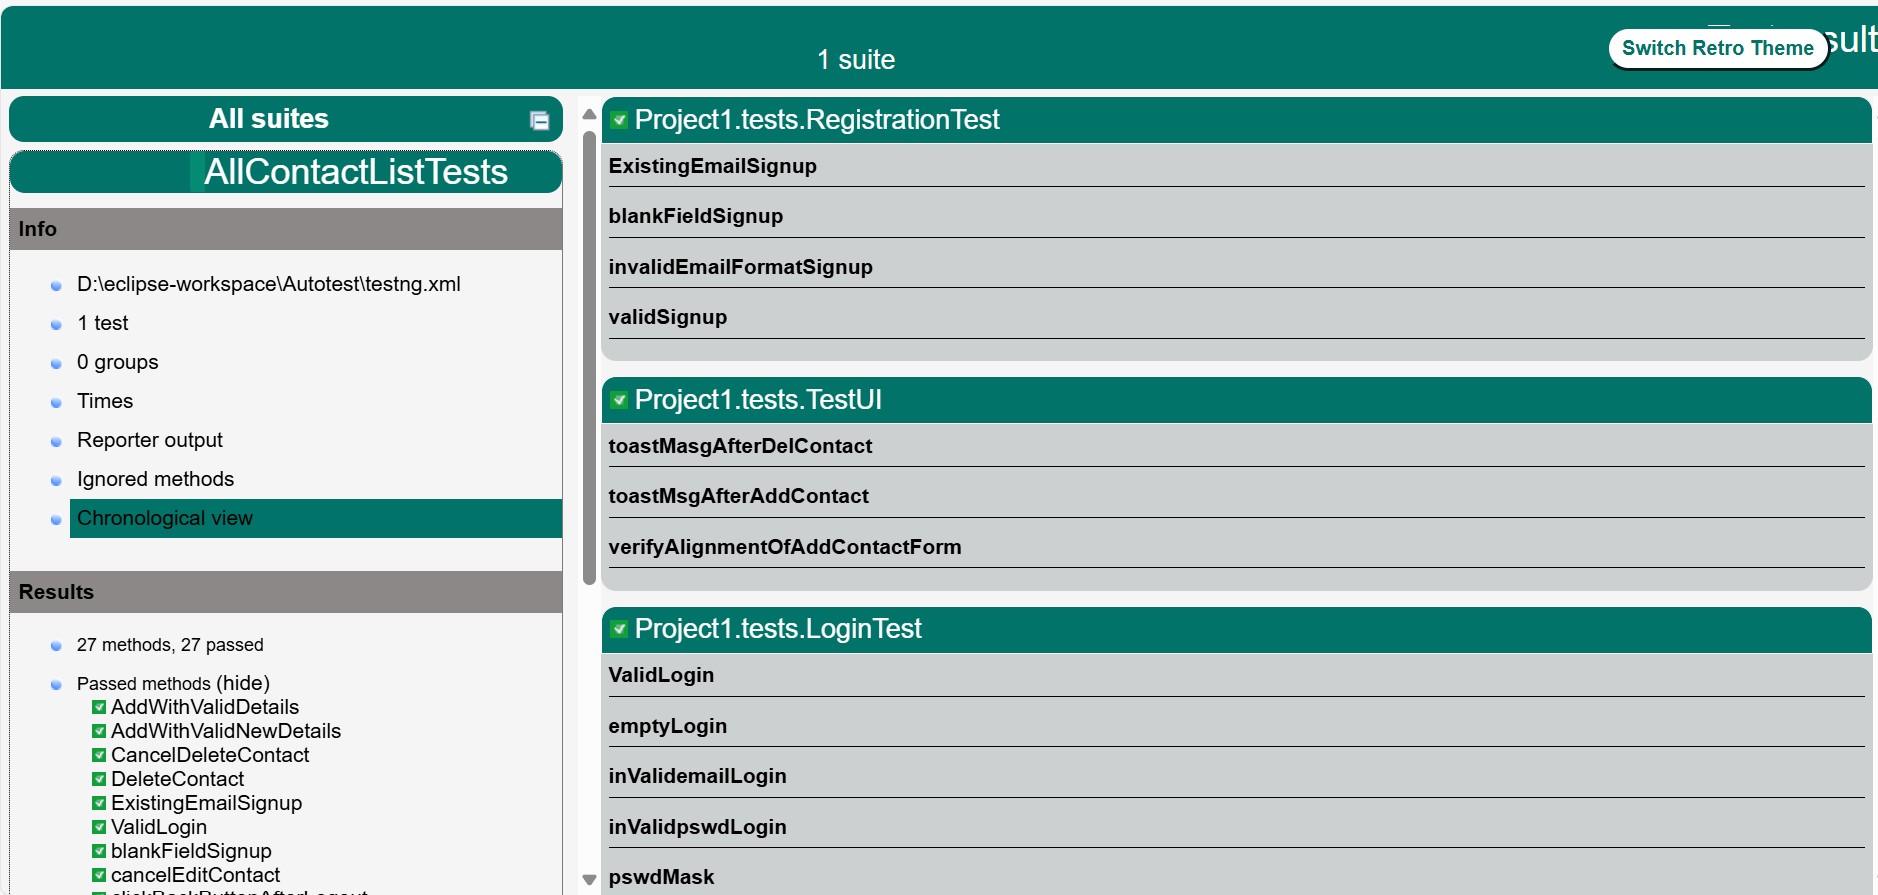 1 suite
Switch Retro Theme
All suites
AllContactListTests
Info
D:\eclipse-workspace\Autotest\testng.xml
1 test
0 groups
Times
Reporter output
Ignored methods
Chronological view
Results
27 methods, 27 passed
Passed methods (hide)
AddWithValidDetails
AddWithValidNewDetails
CancelDeleteContact
DeleteContact
ExistingEmailSignup
ValidLogin
blankFieldSignup
cancelEditContact
Project1.tests.RegistrationTest
ExistingEmailSignup
blankFieldSignup
invalidEmailFormatSignup
validSignup
Project1.tests.TestUI
toastMasgAfterDelContact
toastMsgAfterAddContact
verifyAlignmentOfAddContactForm
Project1.tests.LoginTest
ValidLogin
emptyLogin
inValidemailLogin
inValidpswdLogin
pswdMask